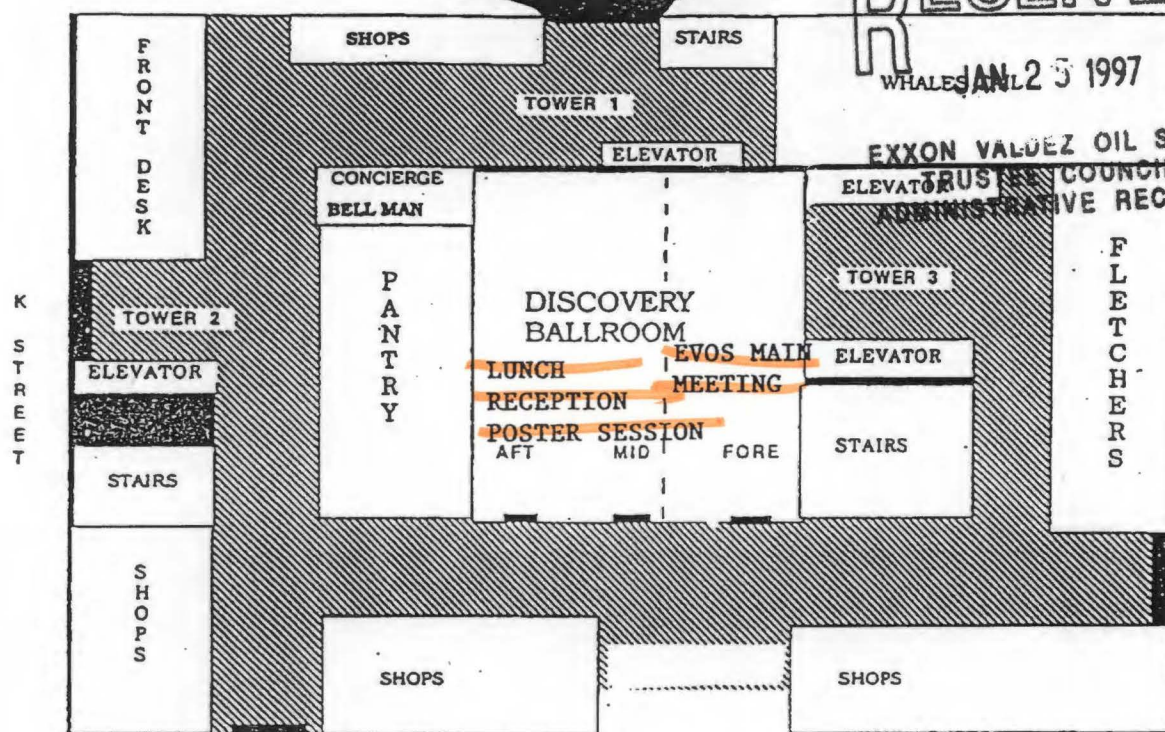 SHOPS
STAIRS
FRONT DESK
WHALES
JAN 25 1997
TOWER 1
EXXON VALDEZ OIL S
TRUSTEE COUNCI
ADMINISTRATIVE REC
ELEVATOR
CONCIERGE
BELL MAN
ELEVATOR
PANTRY
FLETCHERS
K STREET
TOWER 2
TOWER 3
DISCOVERY
BALLROOM
LUNCH
RECEPTION
POSTER SESSION
EVOS MAIN
MEETING
AFT MID FORE
ELEVATOR
ELEVATOR
STAIRS
STAIRS
SHOPS
SHOPS
SHOPS